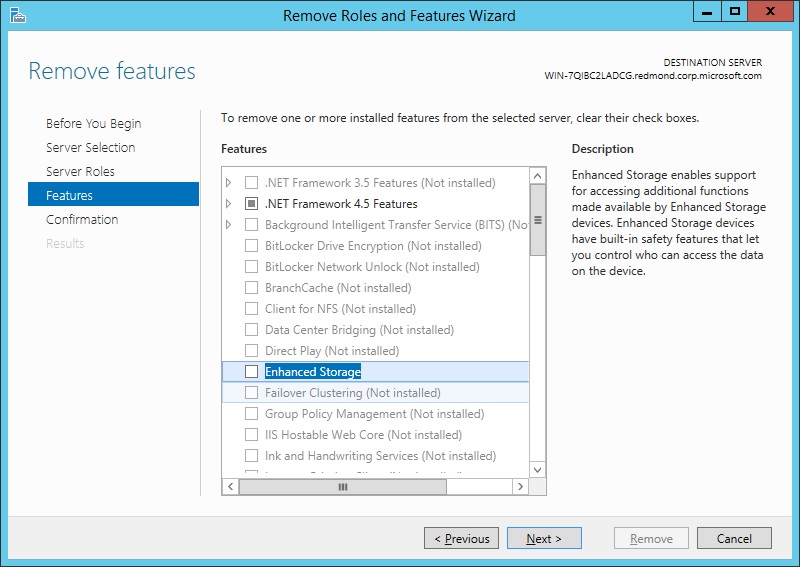 Remove Roles and Features Wizard
Remove features
DESTINATION SERVER
WIN-7QIBC2LADCG.redmond.corp.microsoft.com
Before You Begin
Server Selection
Server Roles
Features
Confirmation
Results
To remove one or more installed features from the selected server, clear their check boxes.
Features
.NET Framework 3.5 Features (Not installed)
.NET Framework 4.5 Features
Background Intelligent Transfer Service (BITS) (No
BitLocker Drive Encryption (Not installed)
BitLocker Network Unlock (Not installed)
BranchCache (Not installed)
Client for NFS (Not installed)
Data Center Bridging (Not installed)
Direct Play (Not installed)
Enhanced Storage
Failover Clustering (Not installed)
Group Policy Management (Not installed)
IIS Hostable Web Core (Not installed)
Ink and Handwriting Services (Not installed)
Description
Enhanced Storage enables support
for accessing additional functions
made available by Enhanced Storage
devices. Enhanced Storage devices
have built-in safety features that let
you control who can access the data
on the device.
< Previous
Next >
Remove
Cancel